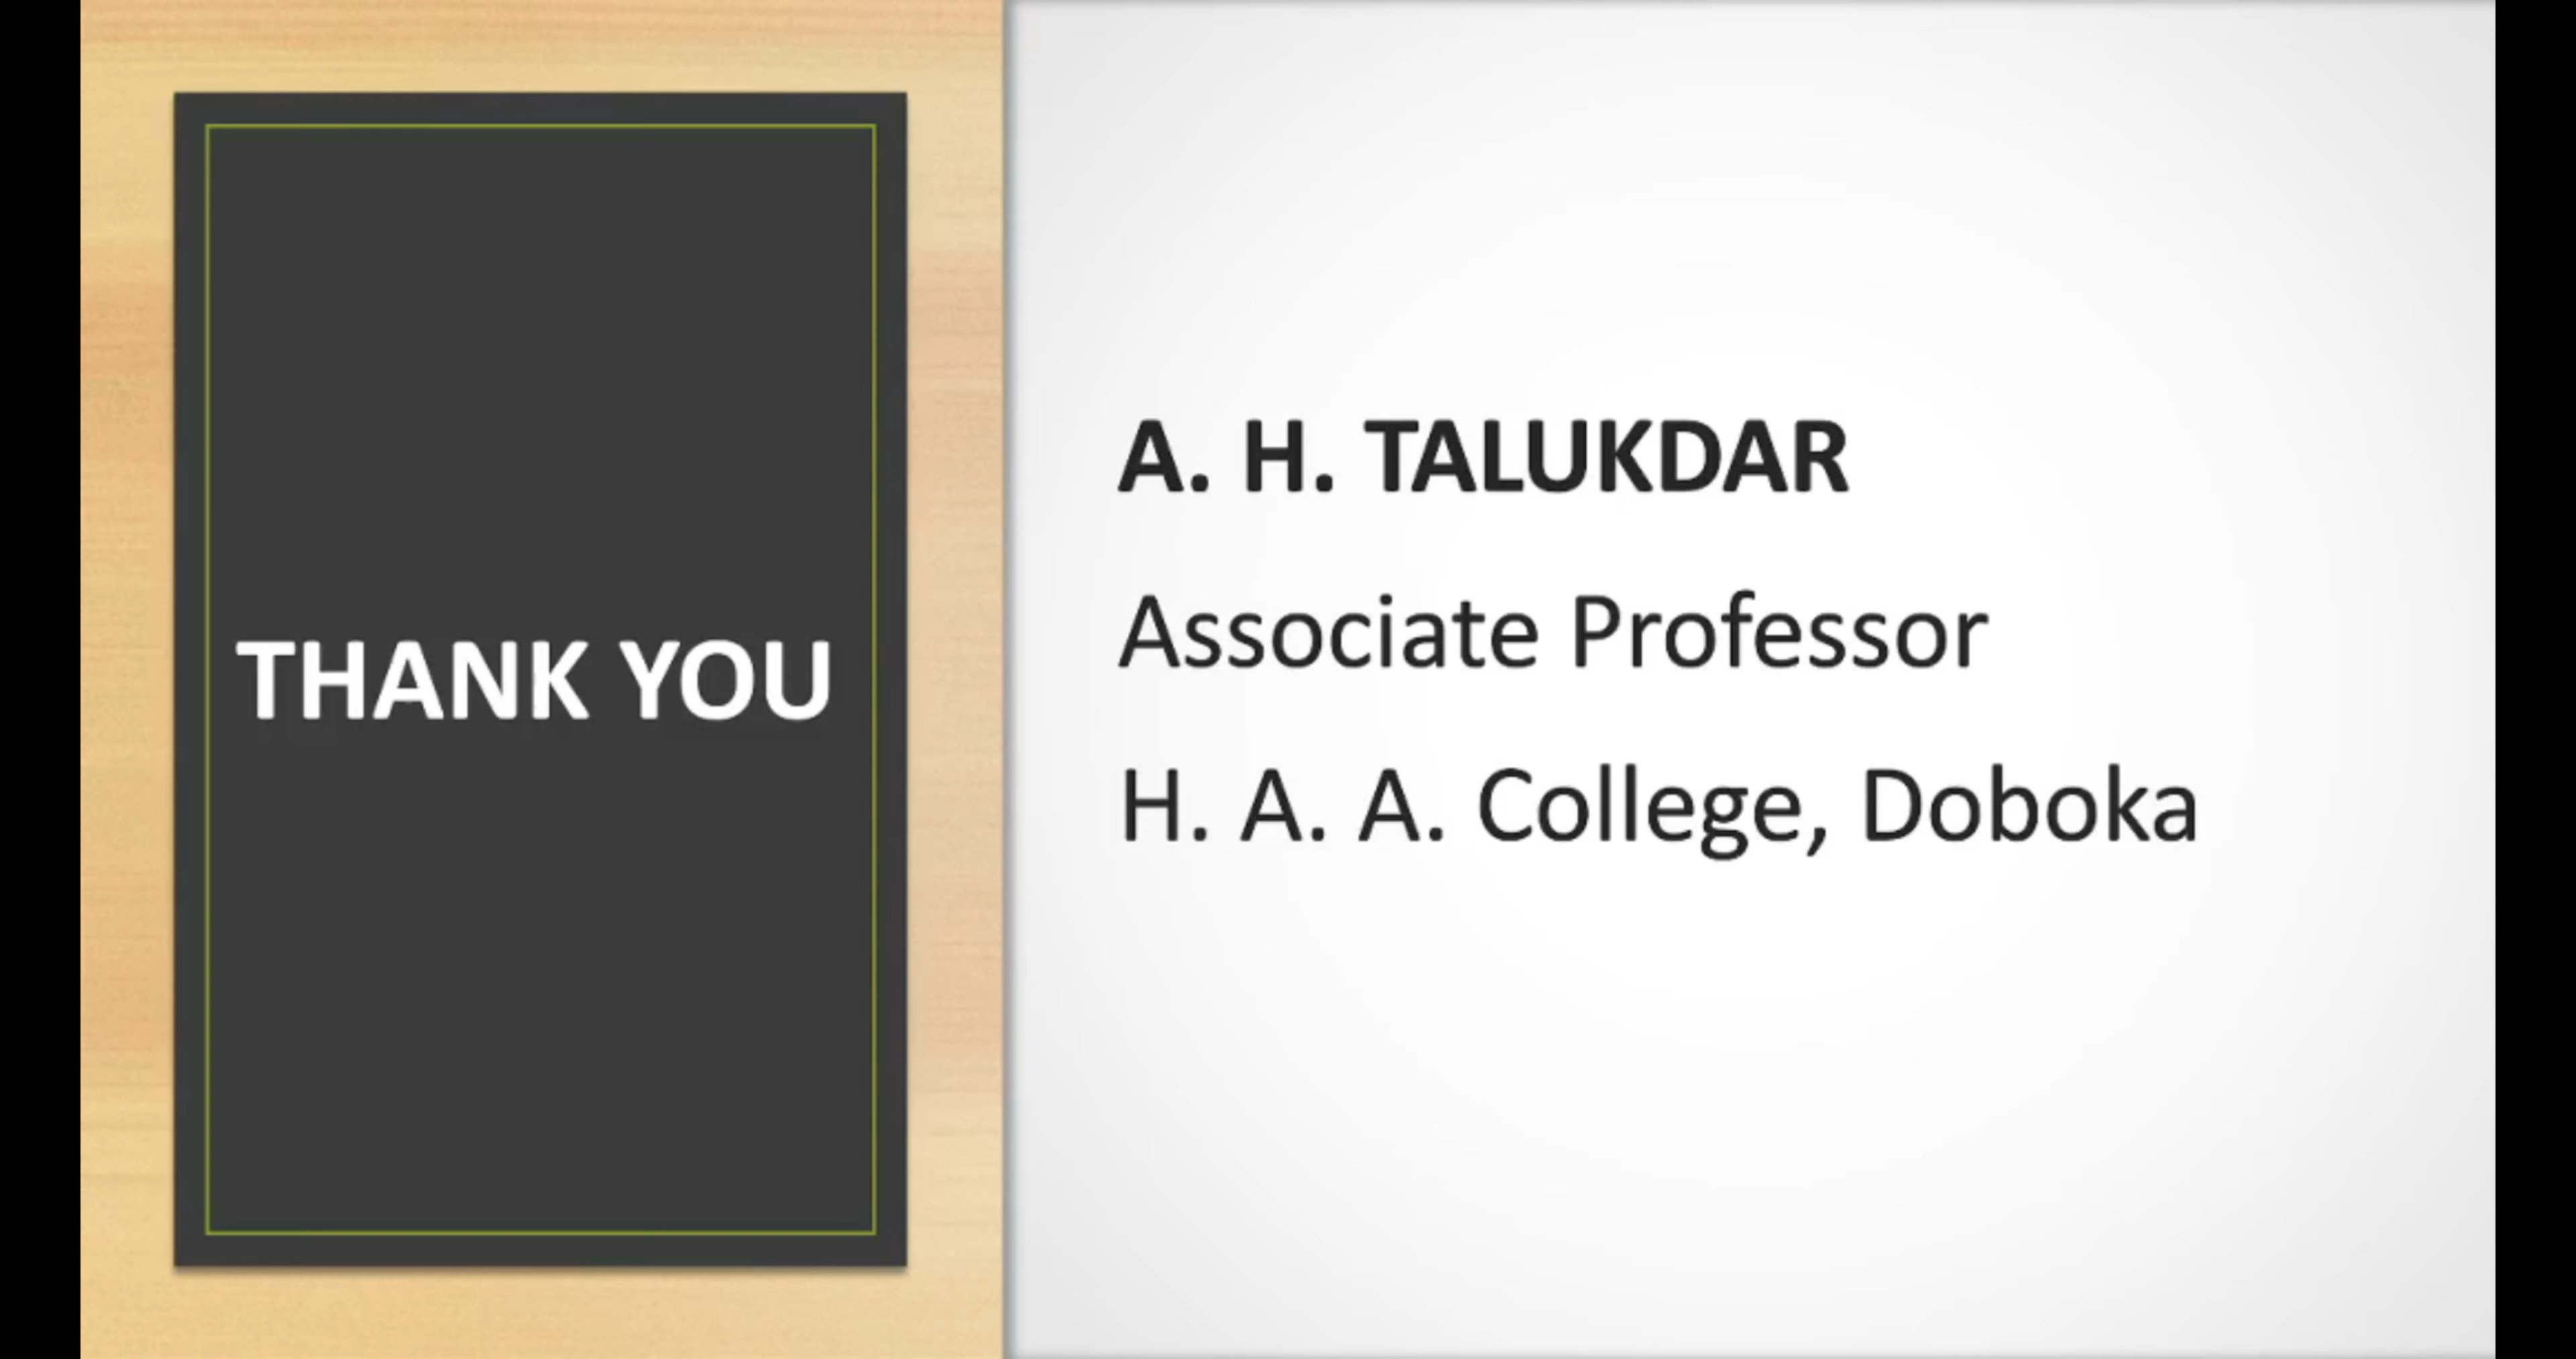 THANK YOU
A. H. TALUKDAR
Associate Professor
H. A. A. College, Doboka